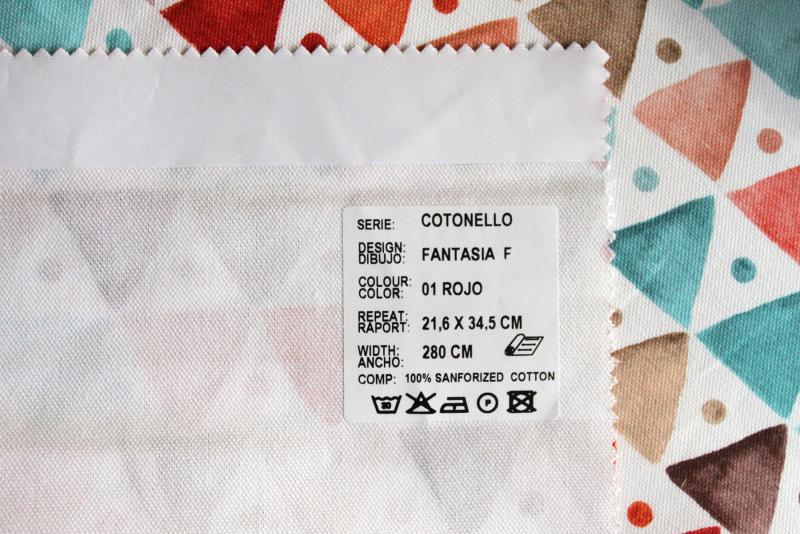 SERIE: COTONELLO
DESIGN:
DIBUJO: FANTASIA F
COLOUR:
COLOR: 01 ROJO
REPEAT:
RAPORT: 21,6 X 34,5 CM
WIDTH:
ANCHO: 280 CM
COMP: 100% SANFORIZED COTTON
30 P